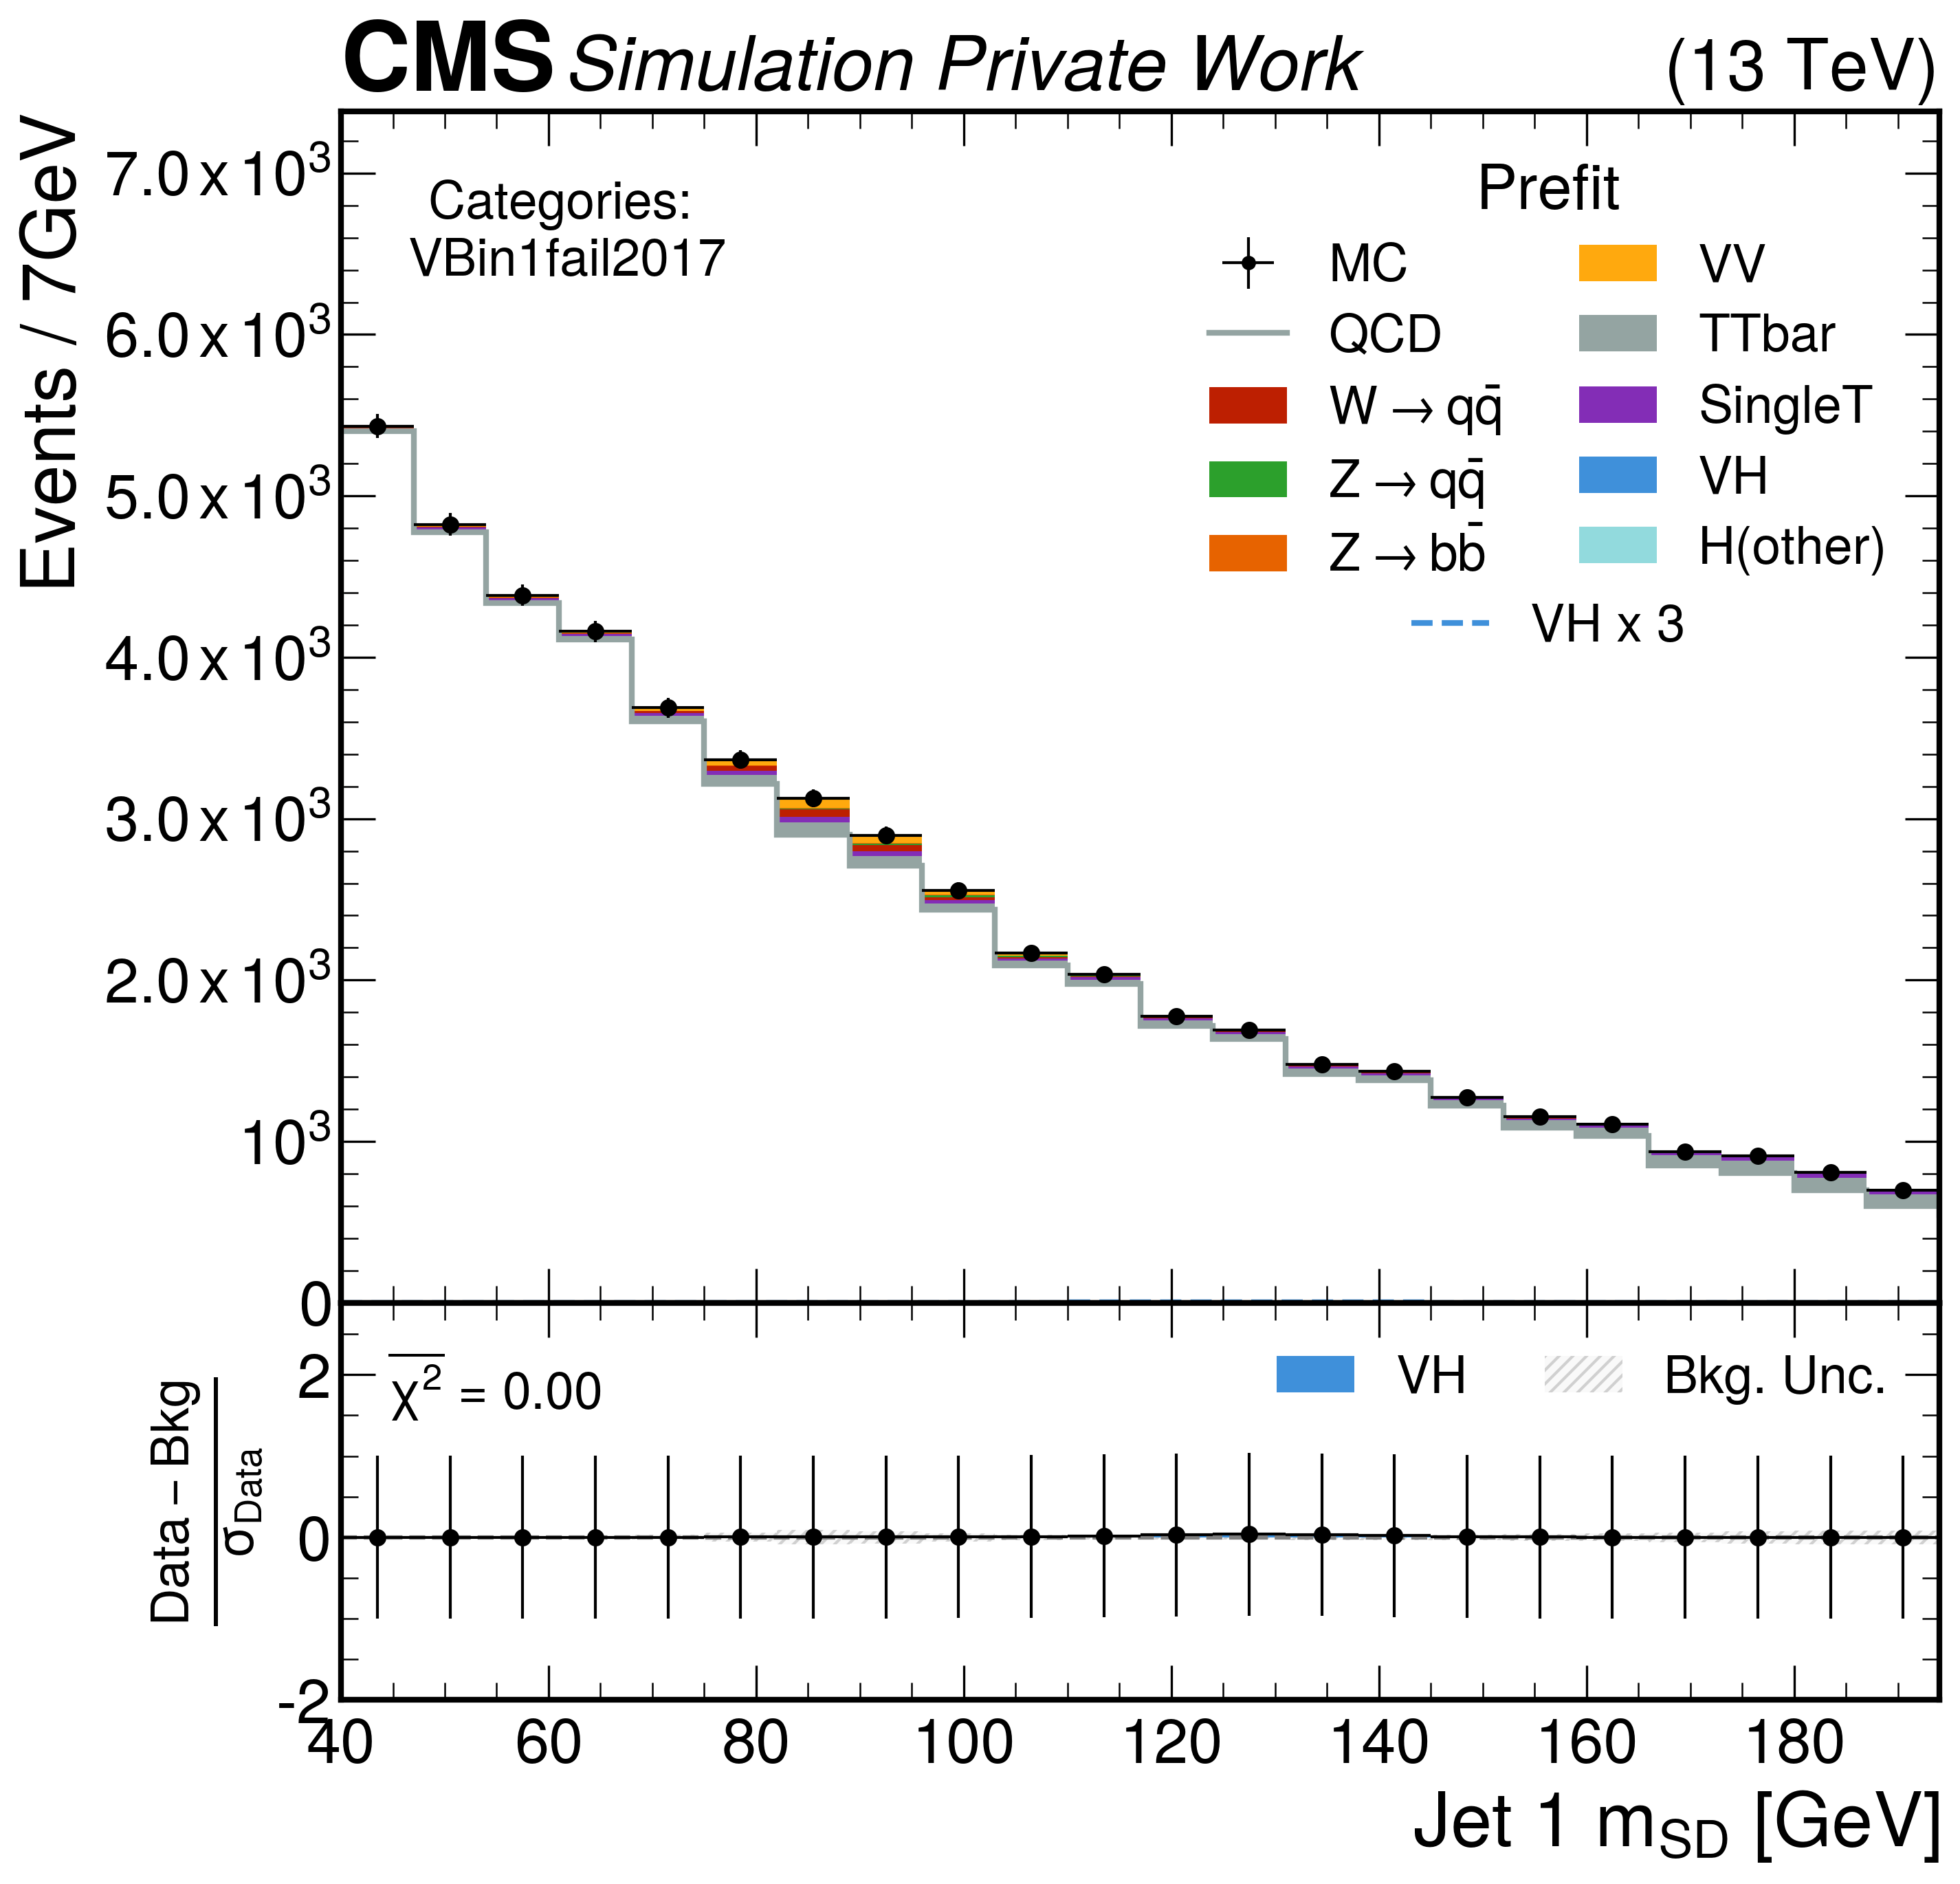 CMS Simulation Private Work (13 TeV)
Events / 7GeV
7.0 x 10³
6.0 x 10³
5.0 x 10³
4.0 x 10³
3.0 x 10³
2.0 x 10³
10³
0
Categories:
VBin1fail2017
Prefit
MC
QCD
W → qq̄
Z → qq̄
Z → bb̄
VV
TTbar
SingleT
VH
H(other)
VH x 3
Data – Bkg
σ_Data
2
0
-2
χ̅²̅ = 0.00
VH
Bkg. Unc.
40 60 80 100 120 140 160 180
Jet 1 m_SD [GeV]